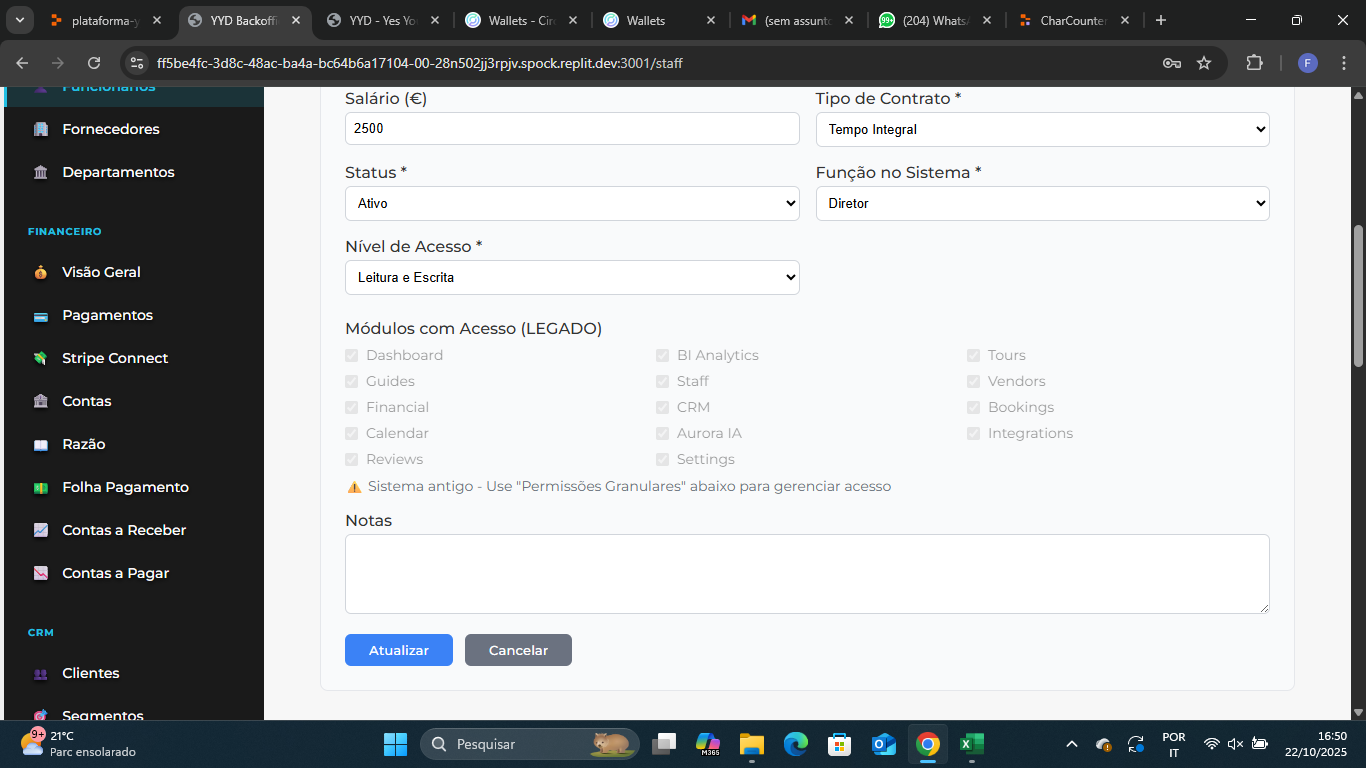 plataforma-y
YYD Backoffi
YYD - Yes Yo
Wallets - Circ
Wallets
(sem assunto
(204) WhatsA
CharCounter
ff5be4fc-3d8c-48ac-ba4a-bc64b6a17104-00-28n502jj3rpjv.spock.replit.dev:3001/staff
F
Funcionários
Fornecedores
Departamentos
FINANCEIRO
Visão Geral
Pagamentos
Stripe Connect
Contas
Razão
Folha Pagamento
Contas a Receber
Contas a Pagar
CRM
Clientes
Segmentos
Salário (€)
Tipo de Contrato *
2500
Tempo Integral
Status *
Função no Sistema *
Ativo
Diretor
Nível de Acesso *
Leitura e Escrita
Módulos com Acesso (LEGADO)
Dashboard
BI Analytics
Tours
Guides
Staff
Vendors
Financial
CRM
Bookings
Calendar
Aurora IA
Integrations
Reviews
Settings
Sistema antigo - Use "Permissões Granulares" abaixo para gerenciar acesso
Notas
Atualizar
Cancelar
9+
21°C
Parc ensolarado
Pesquisar
M365
POR
IT
16:50
22/10/2025